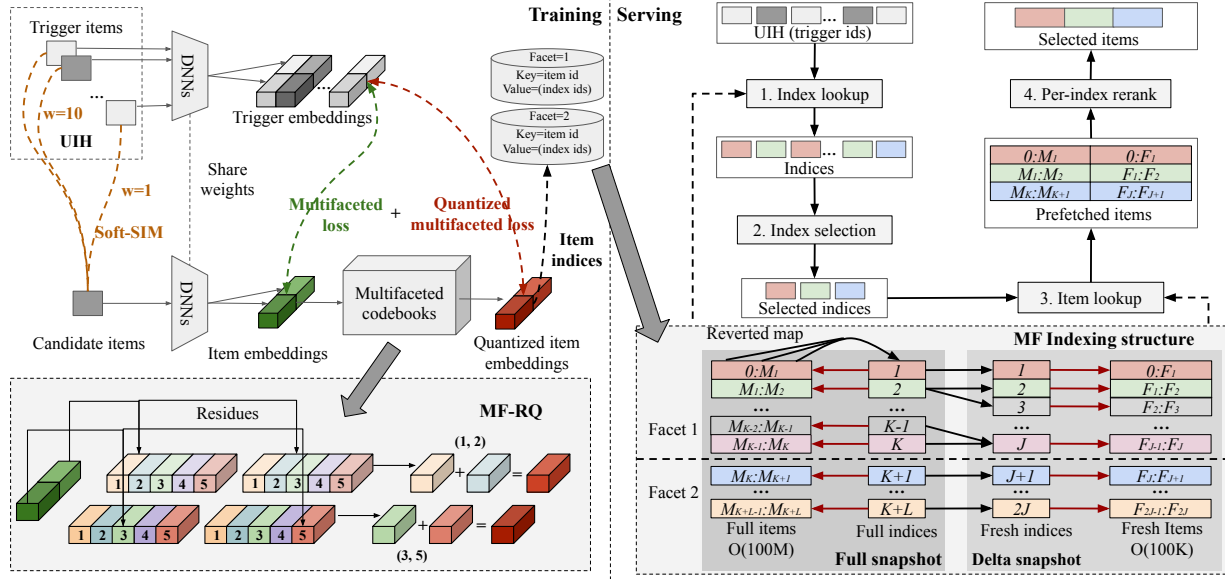 Training
Serving
Trigger items
...
w=10
UIH
w=1
Soft-SIM
DNNs
...
Trigger embeddings
Share
weights
Multifaceted
loss
+
Quantized
multifaceted loss
Facet=1
Key=item id
Value=(index ids)
Facet=2
Key=item id
Value=(index ids)
Item
indices
Candidate items
DNNs
Item embeddings
Multifaceted
codebooks
Quantized item
embeddings
MF-RQ
Residues
1 2 3 4 5
1 2 3 4 5
(1, 2)
+ =
1 2 3 4 5
1 2 3 4 5
(3, 5)
+ =
...
UIH (trigger ids)
1. Index lookup
...
Indices
2. Index selection
Selected indices
3. Item lookup
Selected items
4. Per-index rerank
0:M1 0:F1
M1:M2 F1:F2
MK:MK+1 FJ:FJ+1
Prefetched items
Reverted map
MF Indexing structure
0:M1 1 1 0:F1
M1:M2 2 2 F1:F2
... ... 3 F2:F3
Facet 1
MK-2:MK-1 K-1 ... ...
MK-1:MK K J FJ-1:FJ
Facet 2
MK:MK+1 K+1 J+1 FJ:FJ+1
... ... ... ...
MK+L-1:MK+L K+L 2J F2J-1:F2J
Full items Full indices Fresh indices Fresh Items
O(100M) Full snapshot Delta snapshot O(100K)